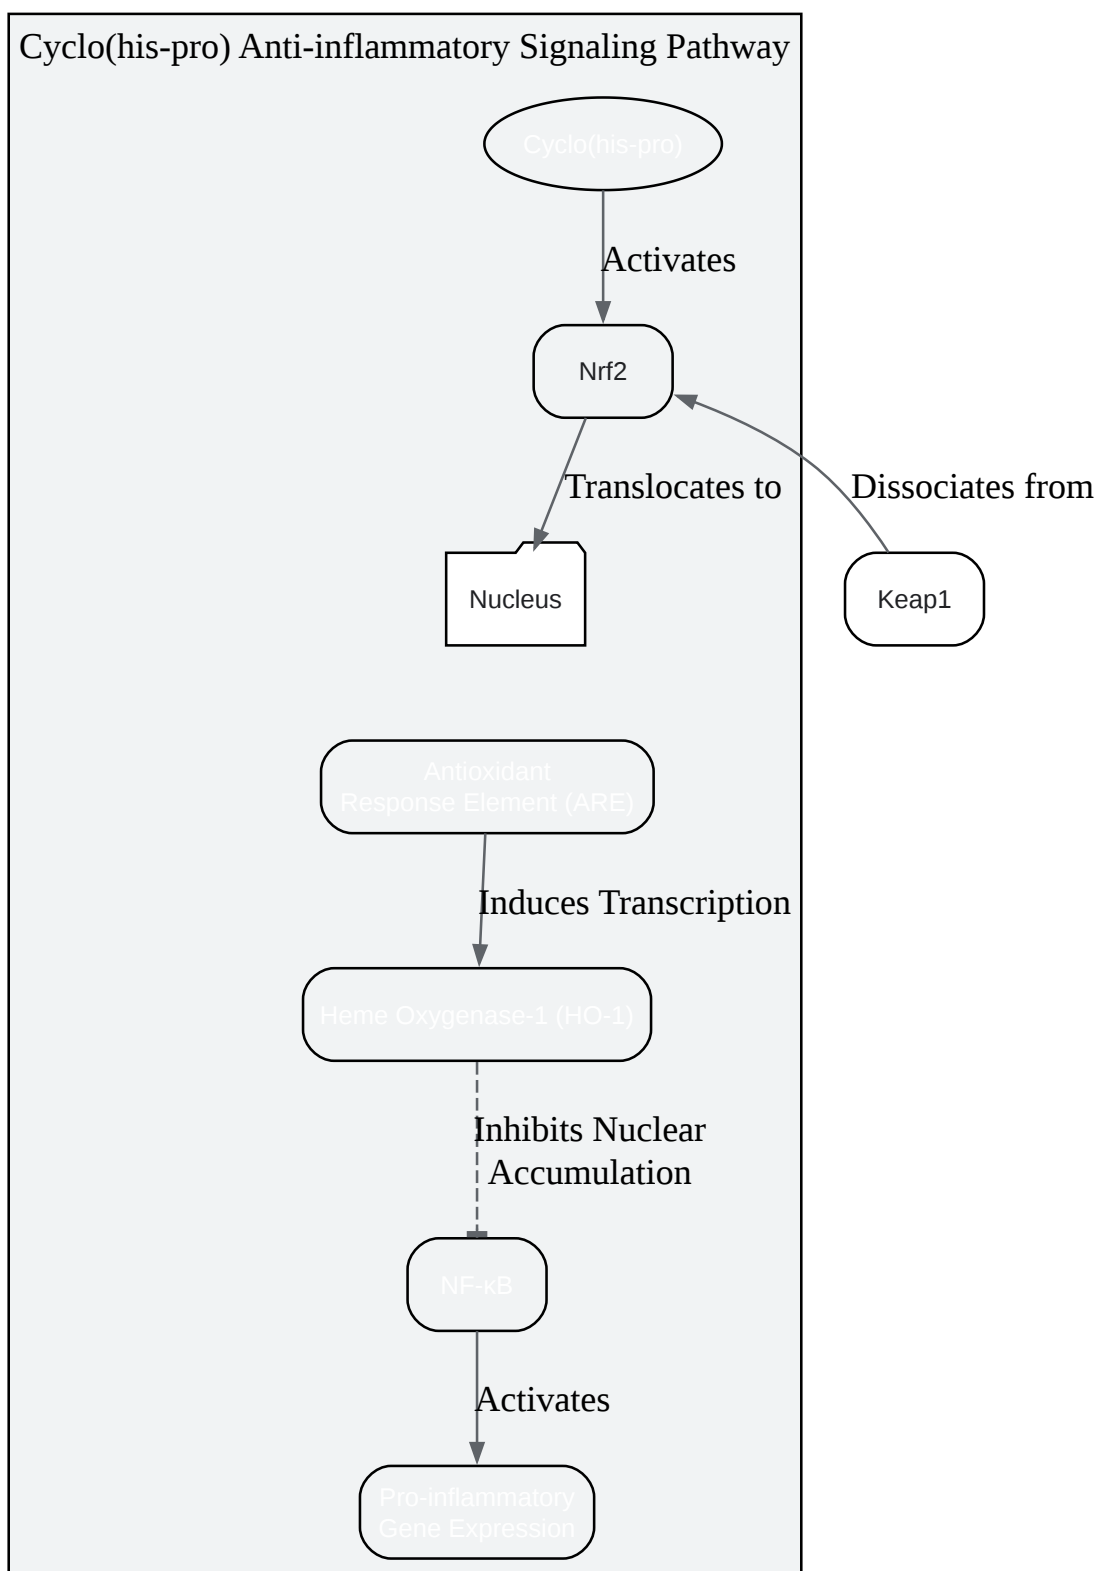 Cyclo(his-pro) Anti-inflammatory Signaling Pathway
Cyclo(his-pro)
Activates
Nrf2
Translocates to
Dissociates from
Nucleus
Keap1
Antioxidant
Response Element (ARE)
Induces Transcription
Heme Oxygenase-1 (HO-1)
Inhibits Nuclear
Accumulation
NF-κB
Activates
Pro-inflammatory
Gene Expression